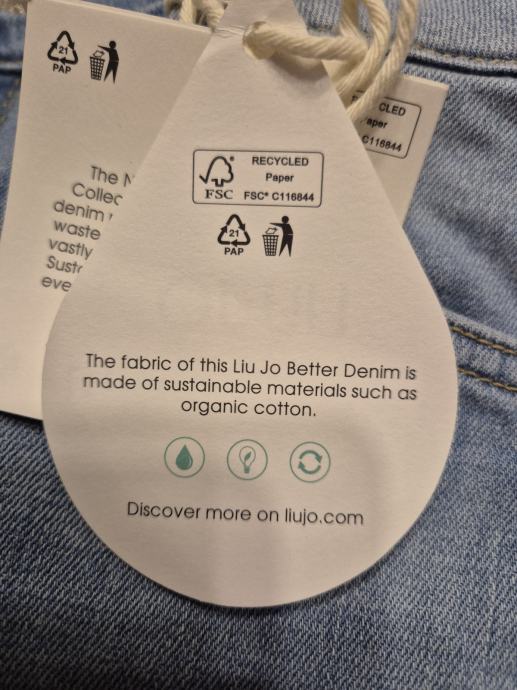 21
PAP
CLED
aper
C116844
The
denim
waste
vastly
eve
RECYCLED
Paper
FSC
FSC® C116844
21
PAP
The fabric of this Liu Jo Better Denim is
made of sustainable materials such as
organic cotton.
Discover more on liujo.com